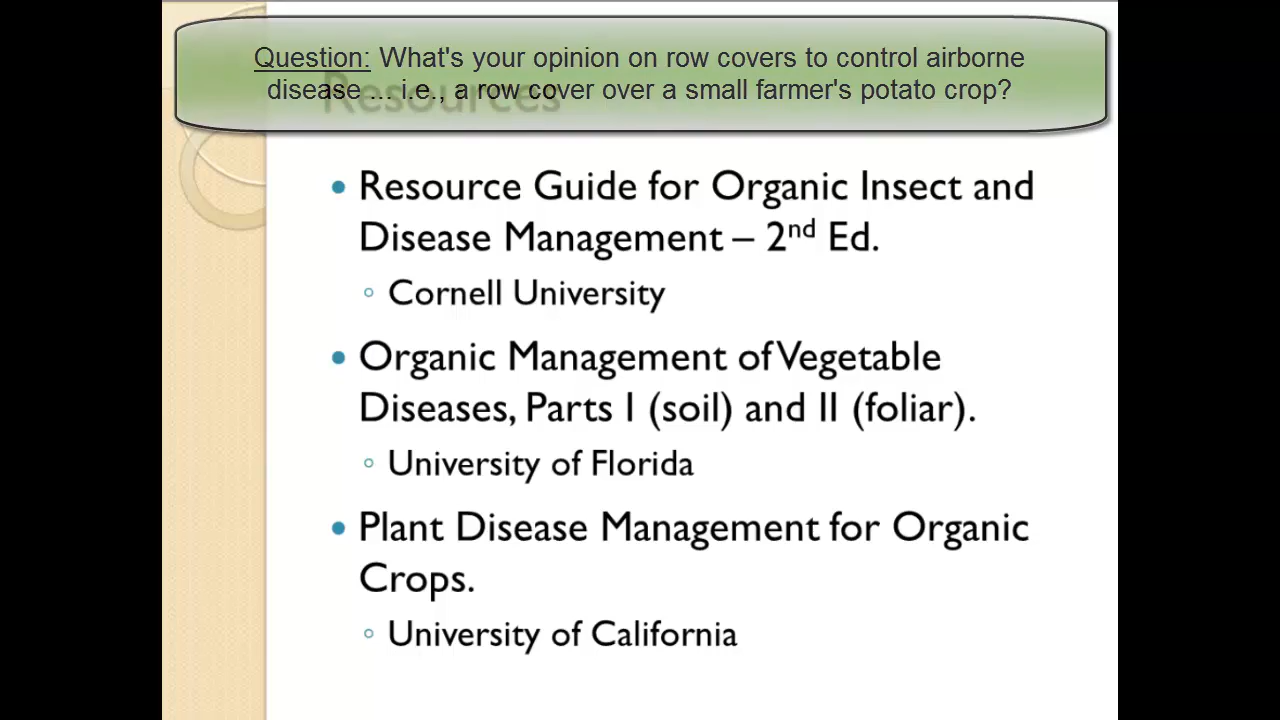 Question: What's your opinion on row covers to control airborne
disease ... i.e., a row cover over a small farmer's potato crop?
Resources
• Resource Guide for Organic Insect and
Disease Management – 2nd Ed.
◦ Cornell University
• Organic Management of Vegetable
Diseases, Parts I (soil) and II (foliar).
◦ University of Florida
• Plant Disease Management for Organic
Crops.
◦ University of California